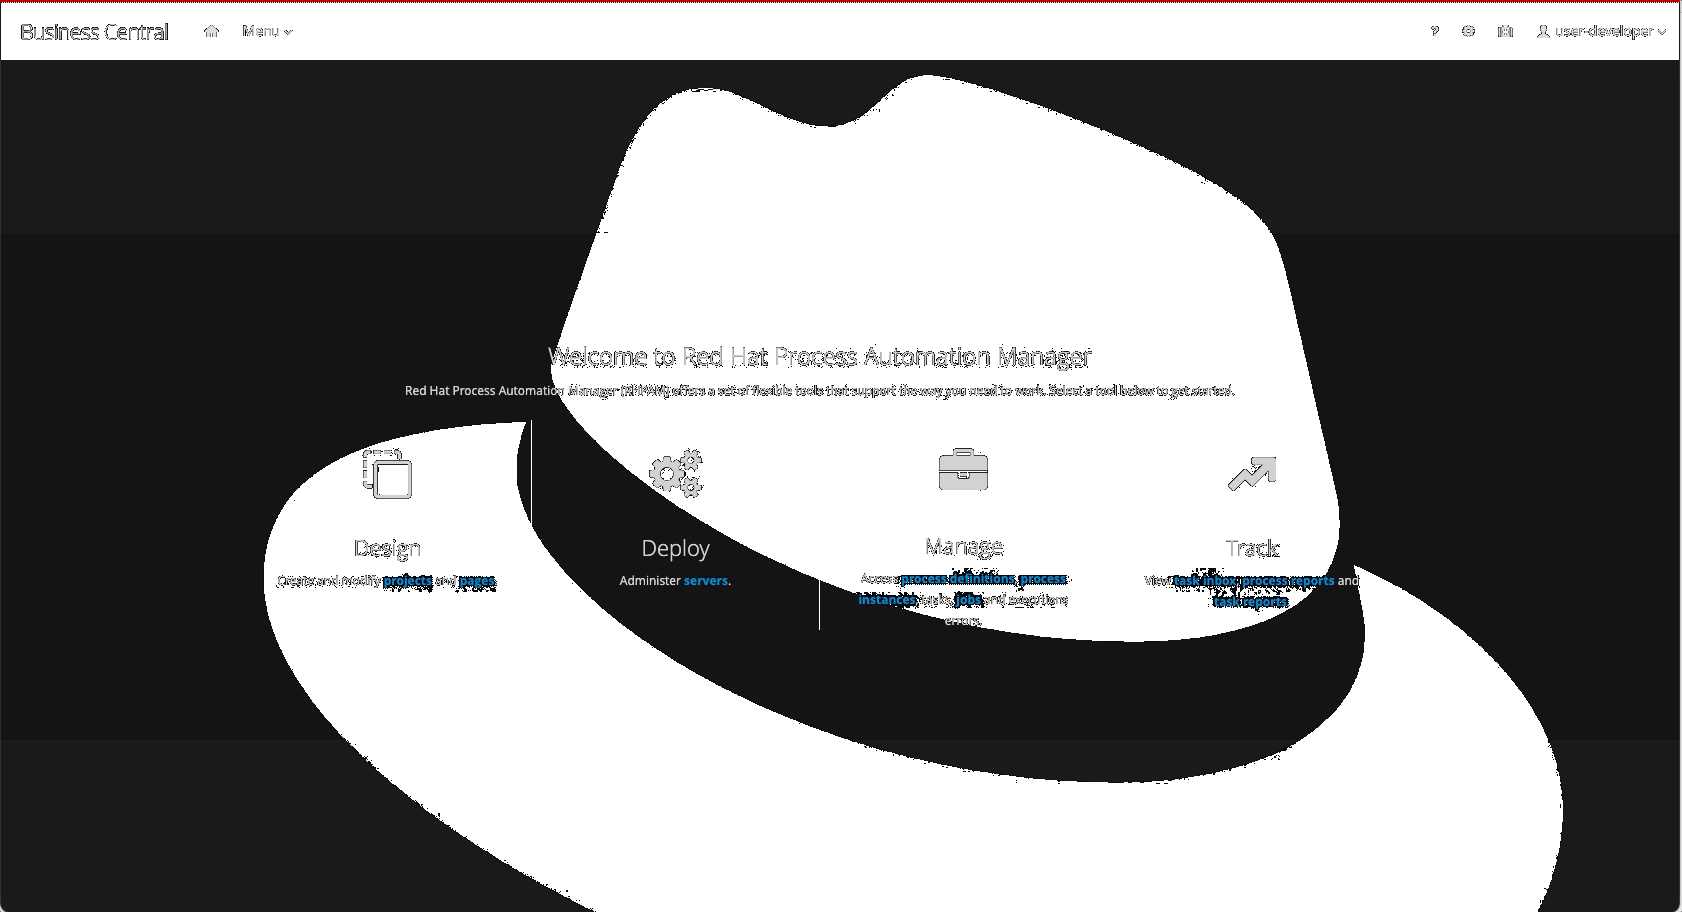 Business Central
Menu
?
user-developer
Welcome to Red Hat Process Automation Manager
Red Hat Process Automation Manager (RHPAM) offers a set of flexible tools that support the way you need to work. Select a tool below to get started.
Design
Create and modify projects and pages.
Deploy
Administer servers.
Manage
Access process definitions, process
instances, tasks, jobs and executions
errors.
Track
View task inbox, process reports and
task reports.